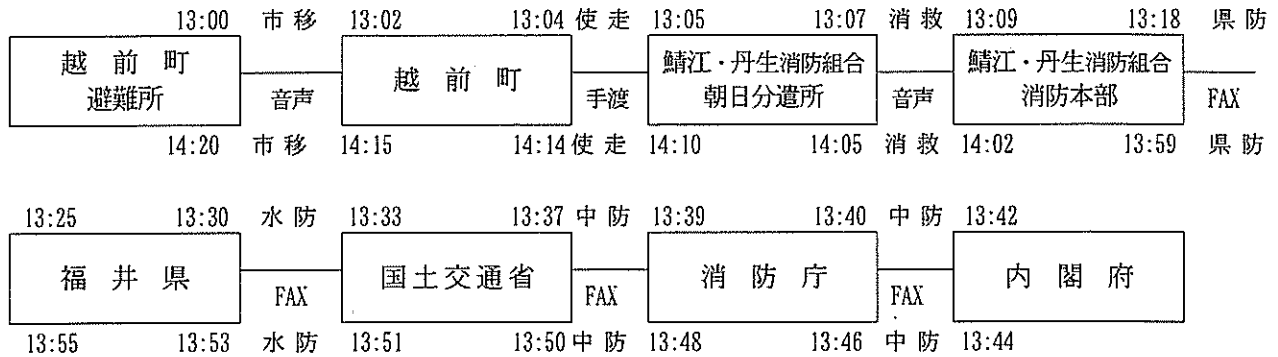 13:00 市移 13:02 13:04 使走 13:05 13:07 消救 13:09 13:18 県防
越前町 越前町 鯖江・丹生消防組合 鯖江・丹生消防組合
避難所 音声 手渡 朝日分遣所 音声 消防本部 FAX
14:20 市移 14:15 14:14 使走 14:10 14:05 消救 14:02 13:59 県防
13:25 13:30 水防 13:33 13:37 中防 13:39 13:40 中防 13:42
福井県 FAX 国土交通省 FAX 消防庁 FAX 内閣府
13:55 13:53 水防 13:51 13:50 中防 13:48 13:46 中防 13:44